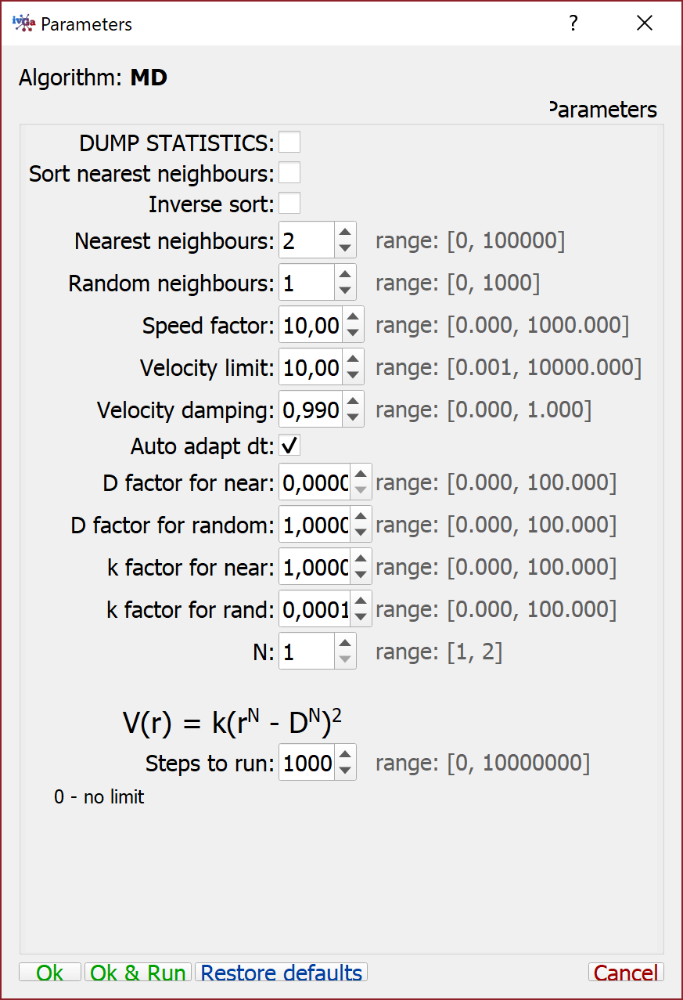 ivGa Parameters ?
Algorithm: MD
Parameters
DUMP STATISTICS:
Sort nearest neighbours:
Inverse sort:
Nearest neighbours: 2 range: [0, 100000]
Random neighbours: 1 range: [0, 1000]
Speed factor: 10,00 range: [0.000, 1000.000]
Velocity limit: 10,00 range: [0.001, 10000.000]
Velocity damping: 0,990 range: [0.000, 1.000]
Auto adapt dt:
D factor for near: 0,0000 range: [0.000, 100.000]
D factor for random: 1,0000 range: [0.000, 100.000]
k factor for near: 1,0000 range: [0.000, 100.000]
k factor for rand: 0,0001 range: [0.000, 100.000]
N: 1 range: [1, 2]
V(r) = k(r^N - D^N)^2
Steps to run: 1000 range: [0, 10000000]
0 - no limit
Ok Ok & Run Restore defaults Cancel